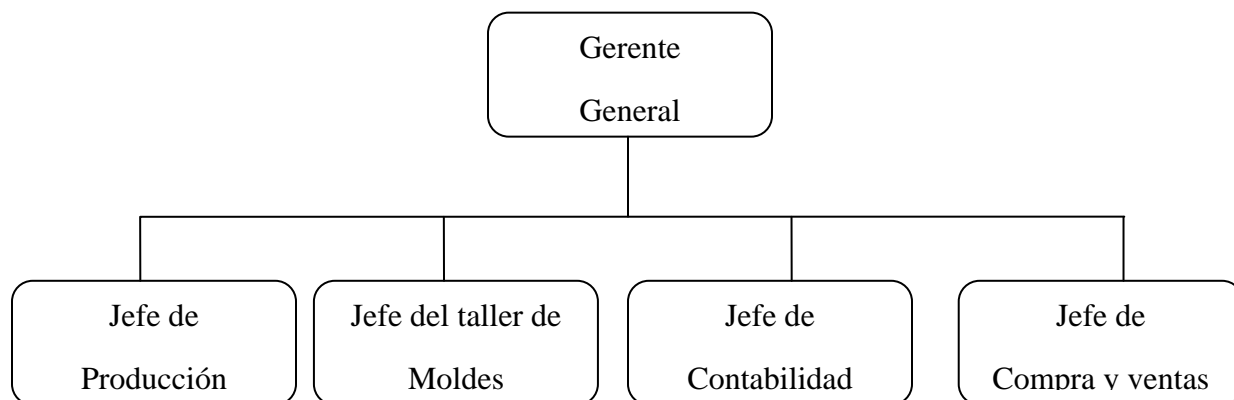 Gerente
General
Jefe de
Producción
Jefe del taller de
Moldes
Jefe de
Contabilidad
Jefe de
Compra y ventas